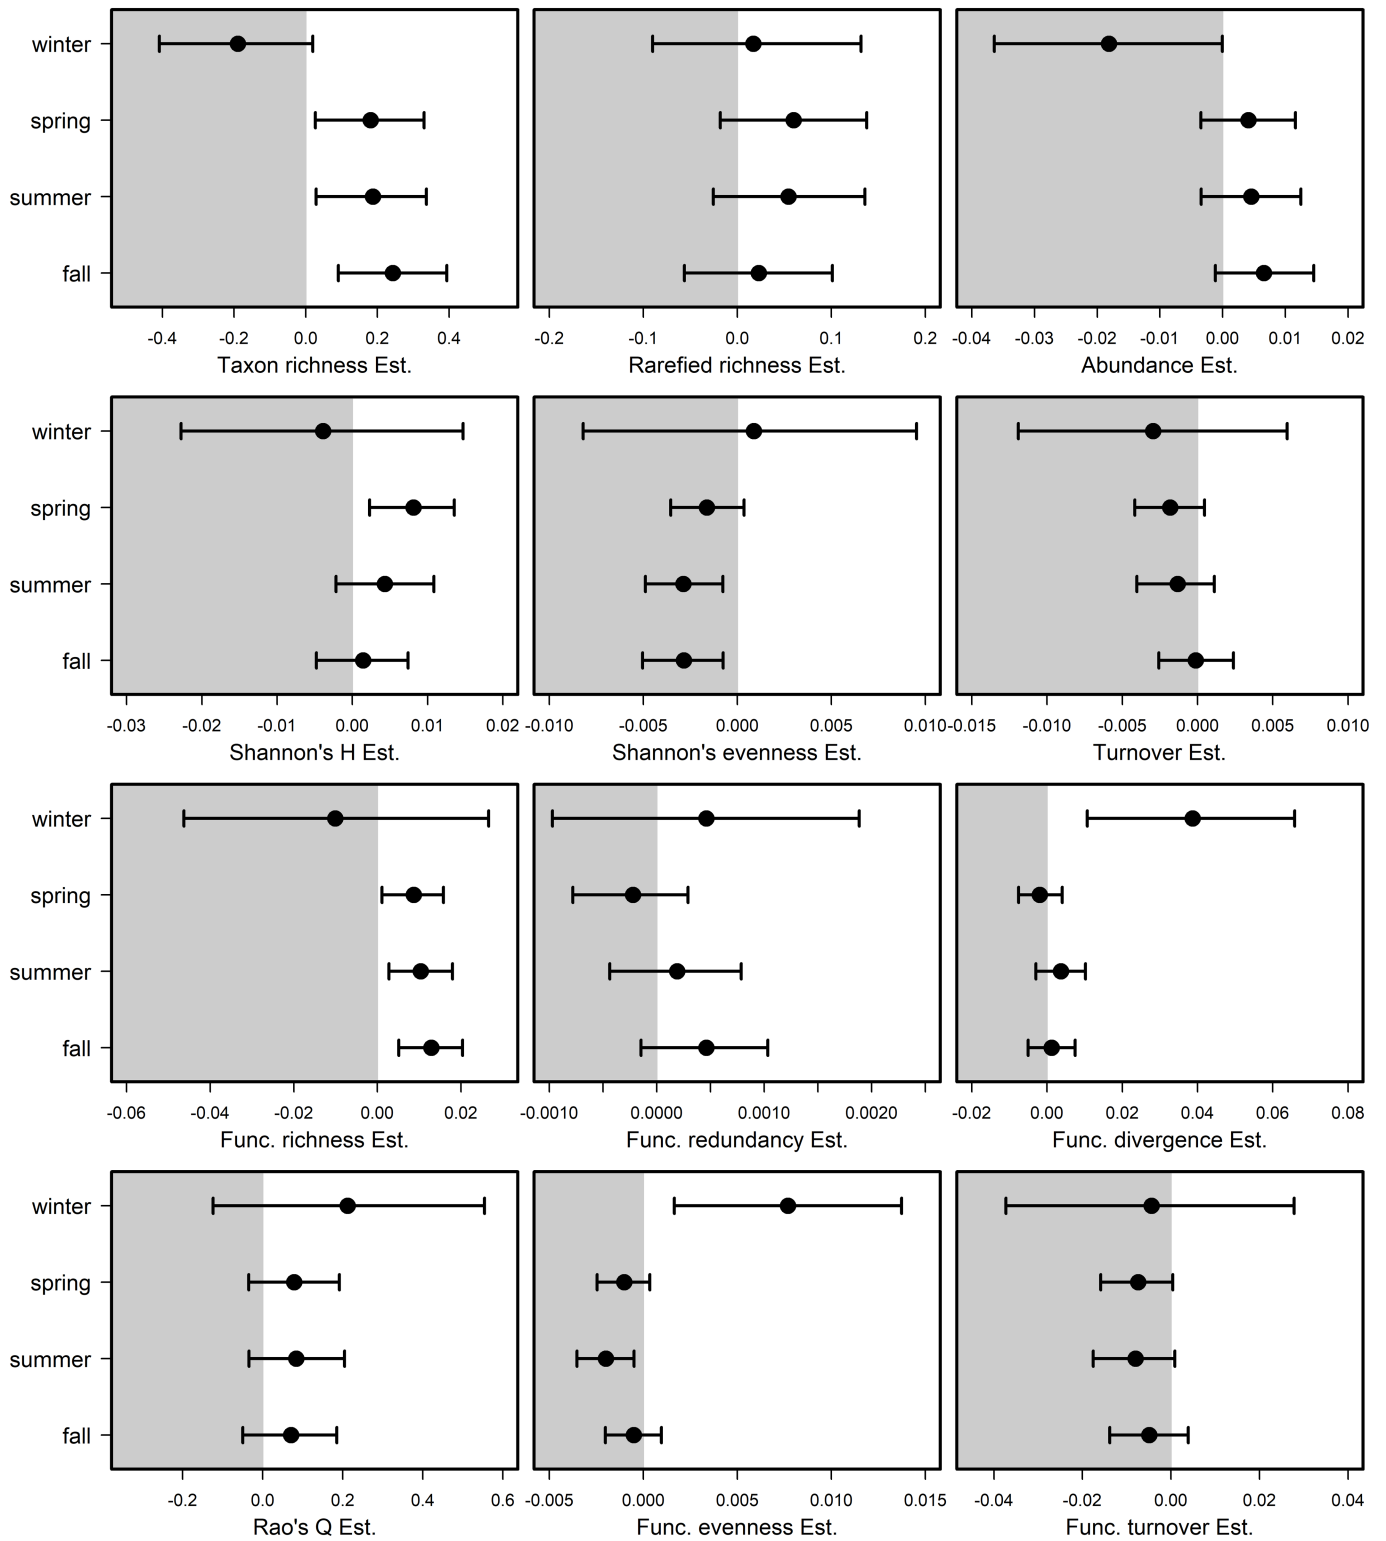 winter
spring
summer
fall
-0.4 -0.2 0.0 0.2 0.4
Taxon richness Est.
-0.2 -0.1 0.0 0.1 0.2
Rarefied richness Est.
-0.04 -0.03 -0.02 -0.01 0.00 0.01 0.02
Abundance Est.
winter
spring
summer
fall
-0.03 -0.02 -0.01 0.00 0.01 0.02
Shannon's H Est.
-0.010 -0.005 0.000 0.005 0.010
Shannon's evenness Est.
-0.015 -0.010 -0.005 0.000 0.005 0.010
Turnover Est.
winter
spring
summer
fall
-0.06 -0.04 -0.02 0.00 0.02
Func. richness Est.
-0.0010 0.0000 0.0010 0.0020
Func. redundancy Est.
-0.02 0.00 0.02 0.04 0.06 0.08
Func. divergence Est.
winter
spring
summer
fall
-0.2 0.0 0.2 0.4 0.6
Rao's Q Est.
-0.005 0.000 0.005 0.010 0.015
Func. evenness Est.
-0.04 -0.02 0.00 0.02 0.04
Func. turnover Est.